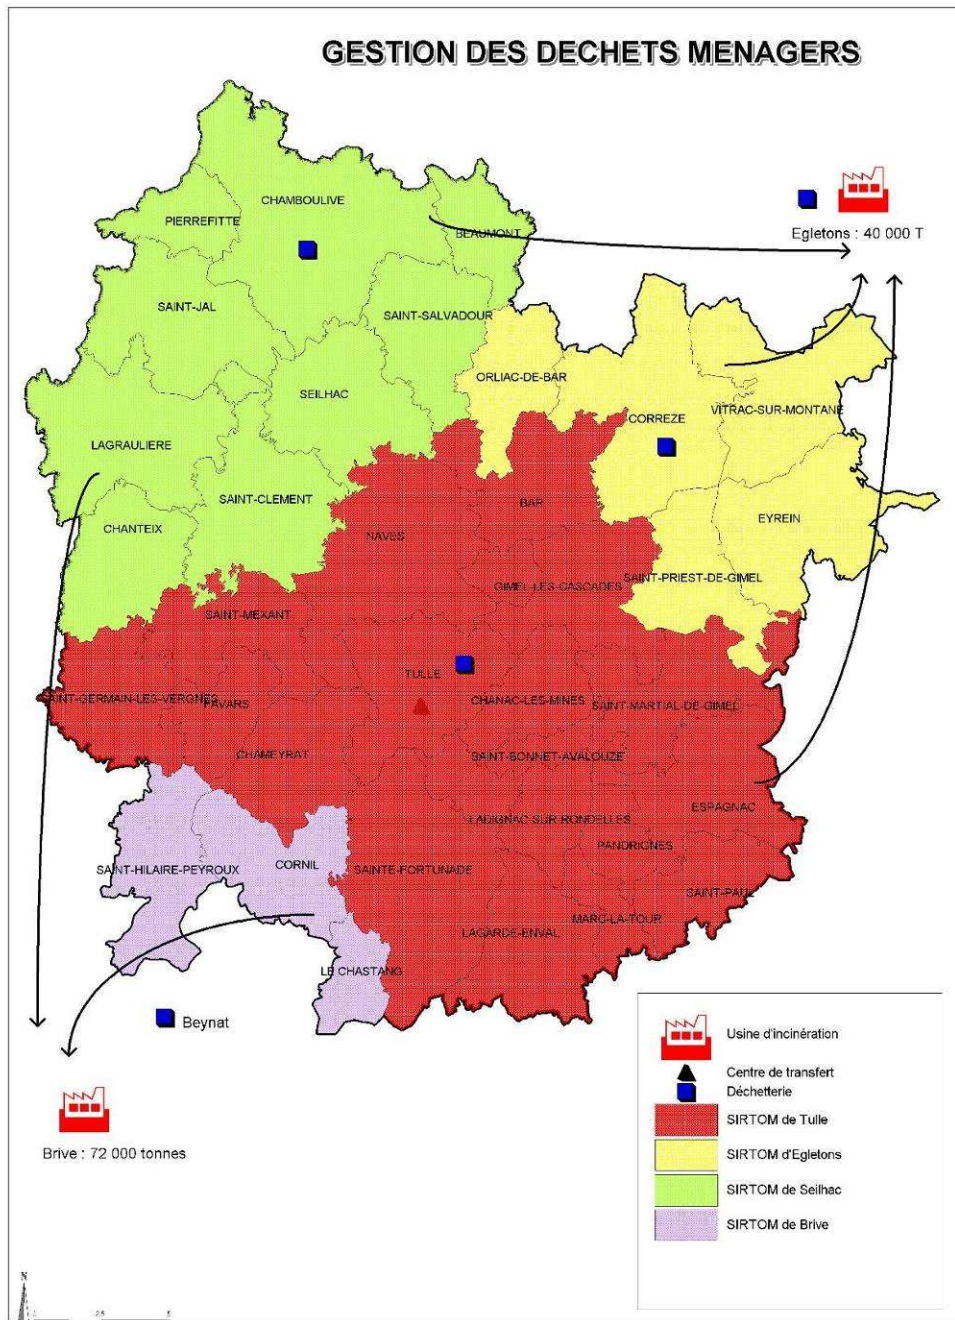 GESTION DES DECHETS MENAGERS
CHAMBOULIVE
PIERREFITTE
BEAUMONT
Egletons : 40 000 T
SAINT-JAL
SAINT-SALVADOUR
ORLIAC-DE-BAR
SEILHAC
VITRAC-SUR-MONTANE
CORREZE
LAGRAULIERE
SAINT-CLEMENT
BAR
CHANTEIX
EYREIN
NAVES
SAINT-PRIEST-DE-GIMEL
GIMEL-LES-CASCADES
SAINT-MEXANT
TULLE
SAINT-GERMAIN-LES-VERGNES
FAVARS
CHANAC-LES-MINES
SAINT-MARTIAL-DE-GIMEL
CHAMEYRAT
SAINT-BONNET-AVALOUZE
ESPAGNAC
LADIGNAC-SUR-RONDELLES
PANDRIGNES
SAINT-HILAIRE-PEYROUX
CORNIL
SAINTE-FORTUNADE
SAINT-PAUL
MARC-LA-TOUR
LAGARDE-ENVAL
LE CHASTANG
Beynat
Usine d'incinération
Centre de transfert
Déchetterie
SIRTOM de Tulle
SIRTOM d'Egletons
SIRTOM de Seilhac
SIRTOM de Brive
Brive : 72 000 tonnes
N